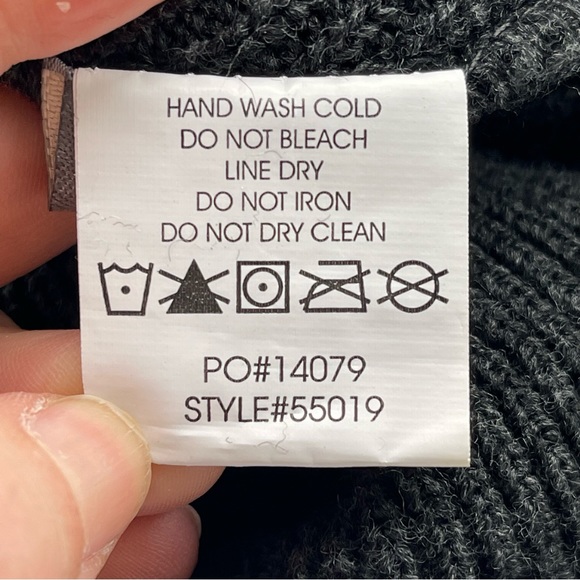 HAND WASH COLD
DO NOT BLEACH
LINE DRY
DO NOT IRON
DO NOT DRY CLEAN
PO#14079
STYLE#55019